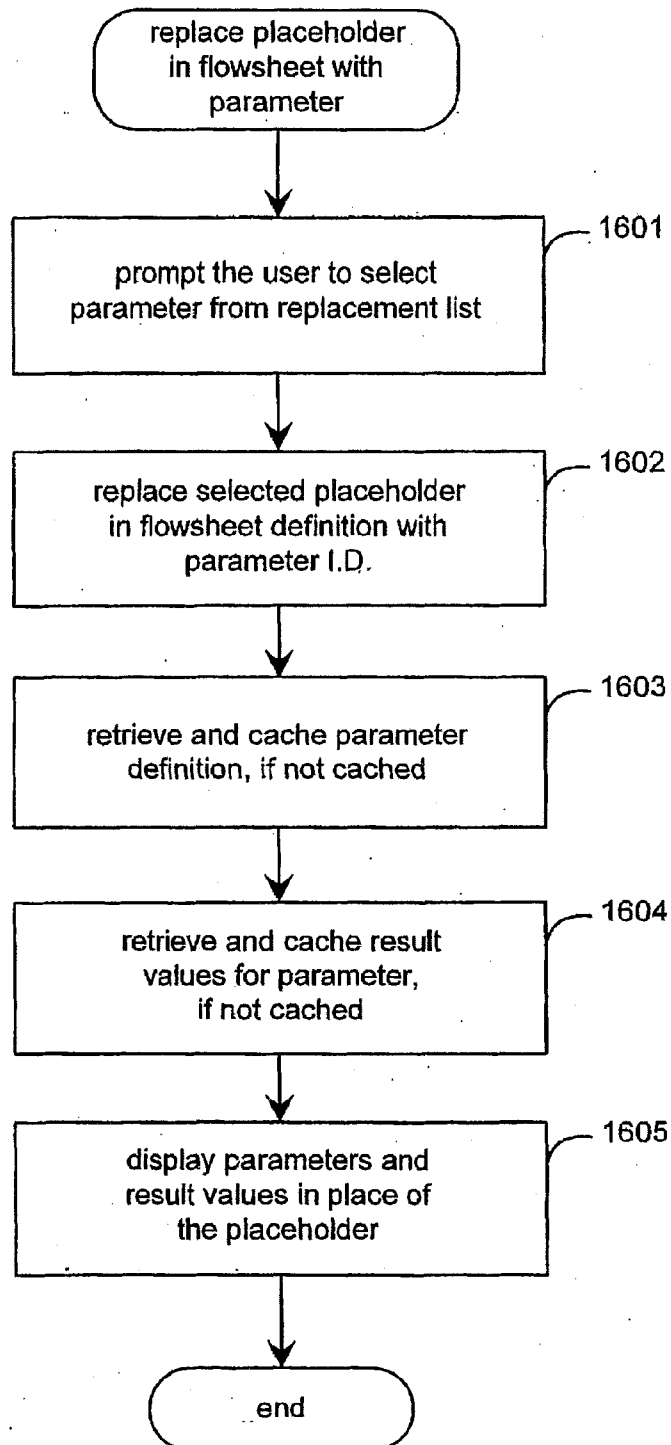 replace placeholder
in flowsheet with
parameter
1601
prompt the user to select
parameter from replacement list
1602
replace selected placeholder
in flowsheet definition with
parameter I.D.
1603
retrieve and cache parameter
definition, if not cached
1604
retrieve and cache result
values for parameter,
if not cached
1605
display parameters and
result values in place of
the placeholder
end